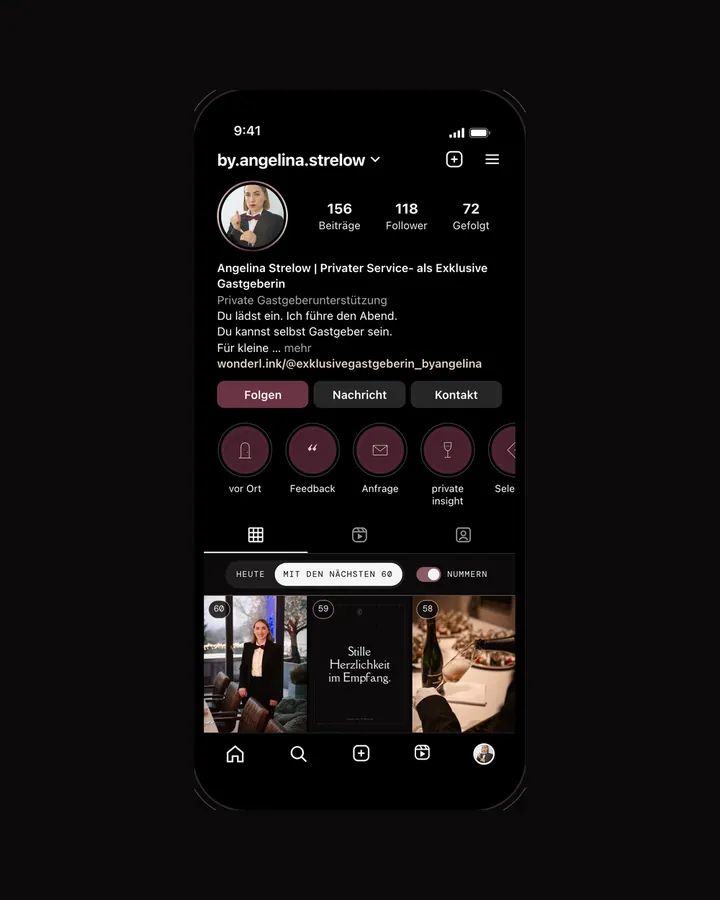 9:41
by.angelina.strelow
156 118 72
Beiträge Follower Gefolgt
Angelina Strelow | Privater Service- als Exklusive
Gastgeberin
Private Gastgeberunterstützung
Du lädst ein. Ich führe den Abend.
Du kannst selbst Gastgeber sein.
Für kleine ... mehr
wonderl.ink/@exklusivegastgeberin_byangelina
Folgen Nachricht Kontakt
vor Ort Feedback Anfrage private Sele
insight
HEUTE MIT DEN NÄCHSTEN 60 NUMMERN
60 59 58
Stille
Herzlichkeit
im Empfang.